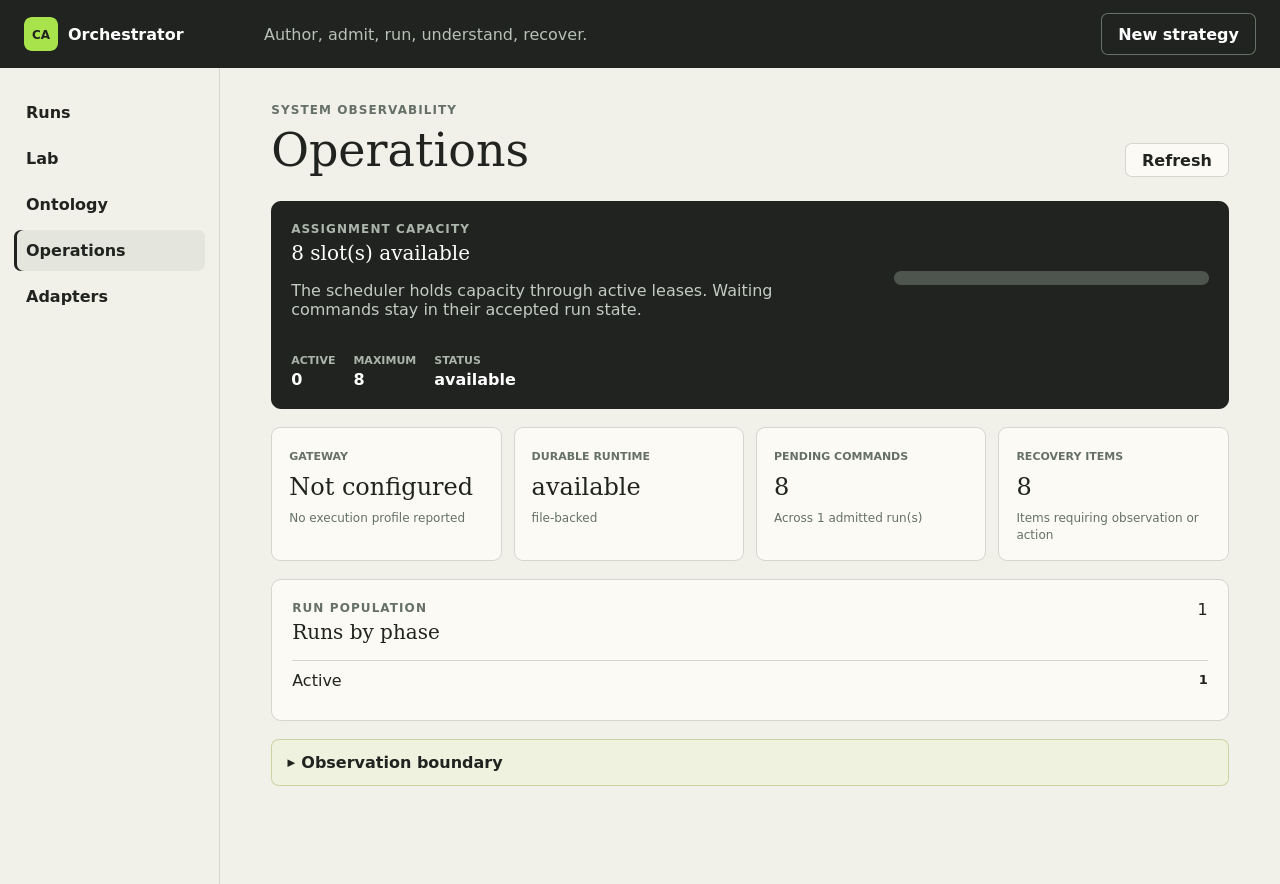 CA
Orchestrator
Author, admit, run, understand, recover.
New strategy
Runs
Lab
Ontology
Operations
Adapters
SYSTEM OBSERVABILITY
Operations
Refresh
ASSIGNMENT CAPACITY
8 slot(s) available
The scheduler holds capacity through active leases. Waiting
commands stay in their accepted run state.
ACTIVE
0
MAXIMUM
8
STATUS
available
GATEWAY
Not configured
No execution profile reported
DURABLE RUNTIME
available
file-backed
PENDING COMMANDS
8
Across 1 admitted run(s)
RECOVERY ITEMS
8
Items requiring observation or
action
RUN POPULATION
Runs by phase
1
Active
1
▸ Observation boundary